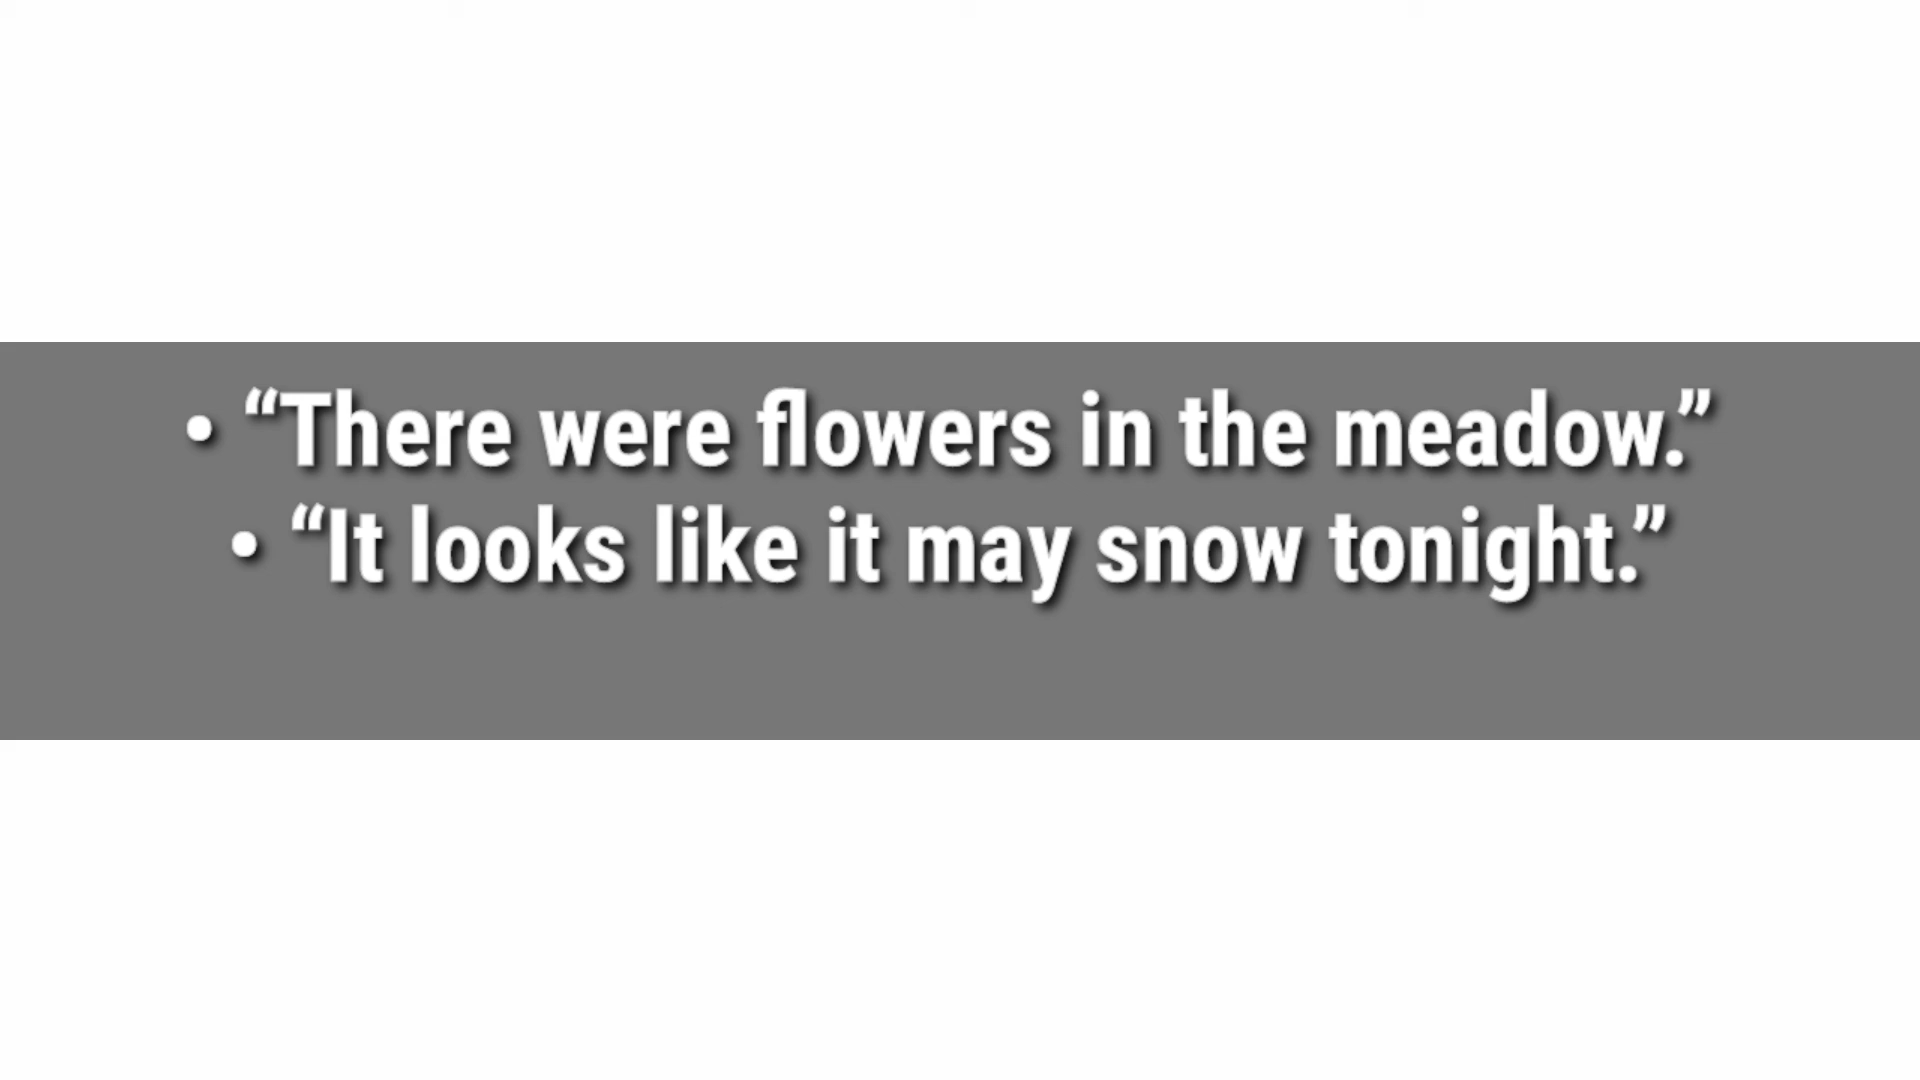 • “There were flowers in the meadow.”
• “It looks like it may snow tonight.”